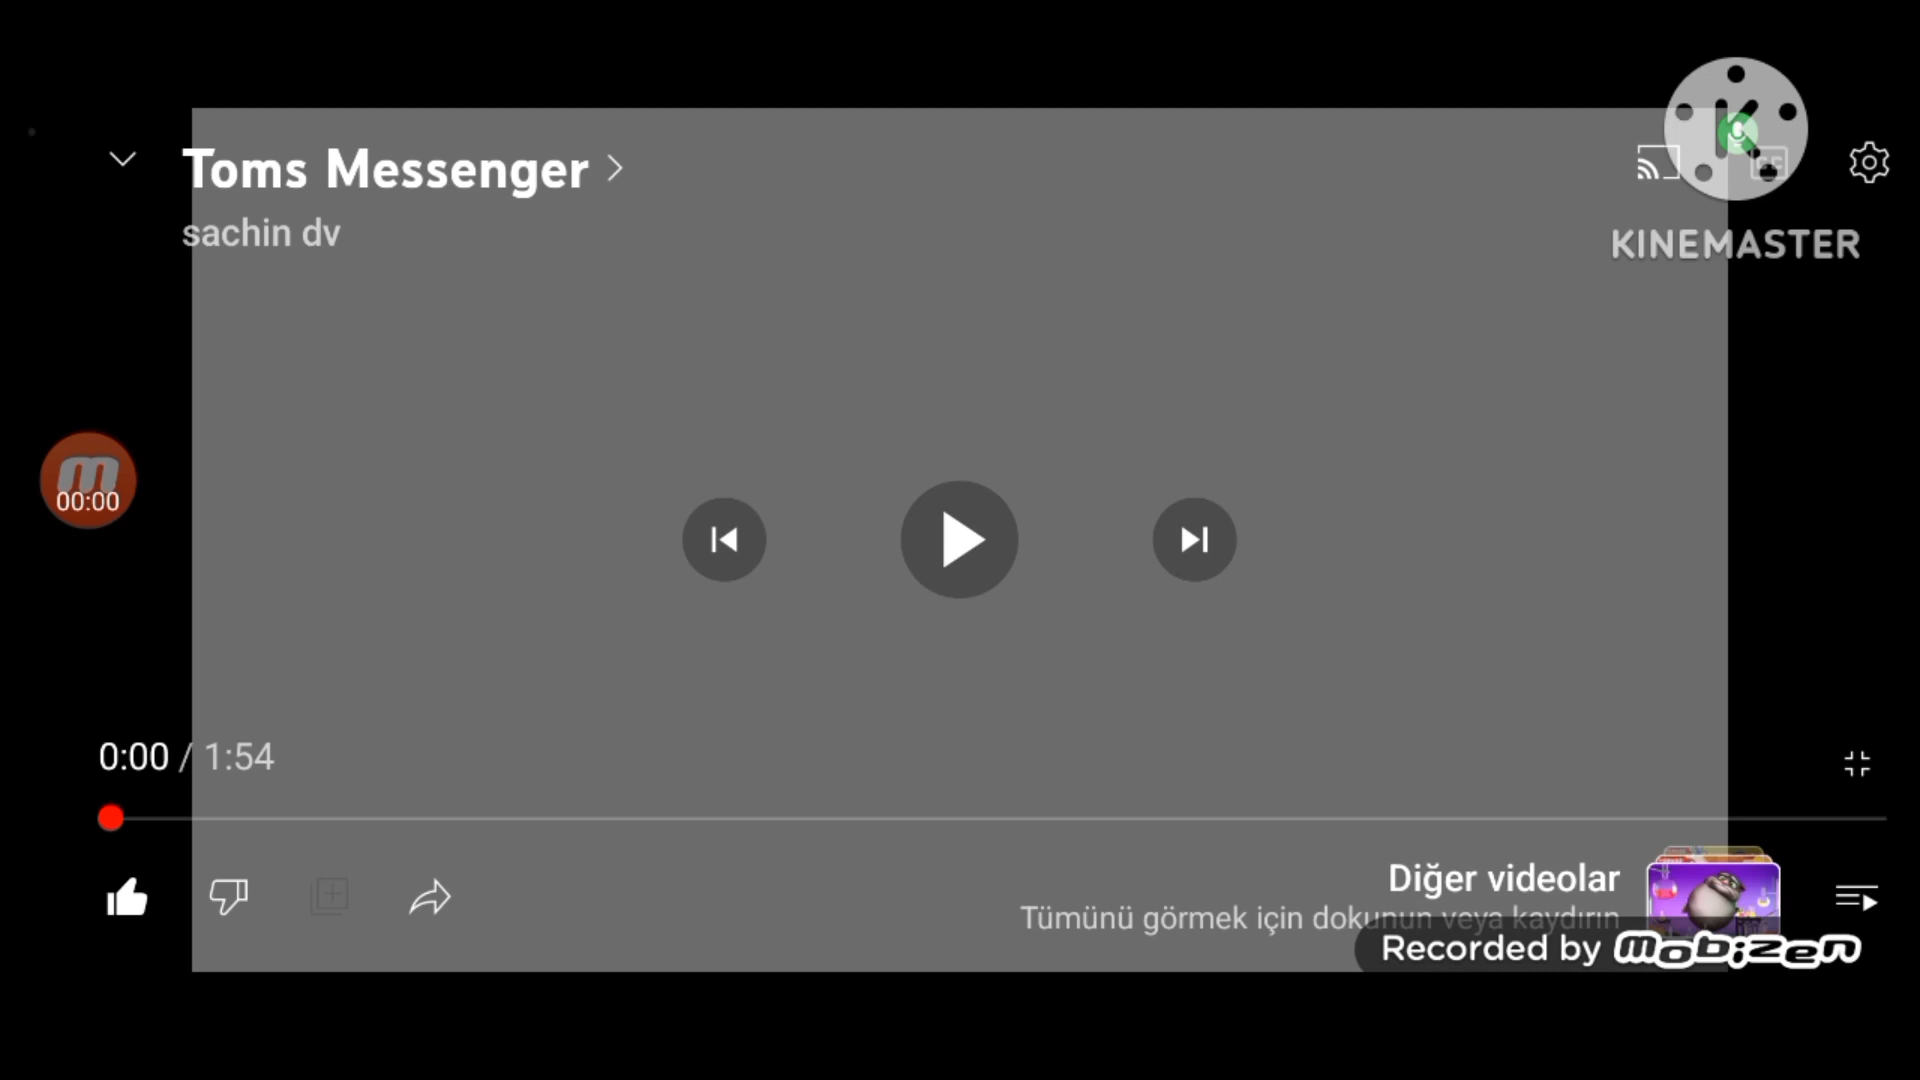 Toms Messenger
sachin dv
KINEMASTER
00:00
0:00 / 1:54
Diğer videolar
Tümünü görmek için dokunun veya kaydırın
Recorded by mobizen